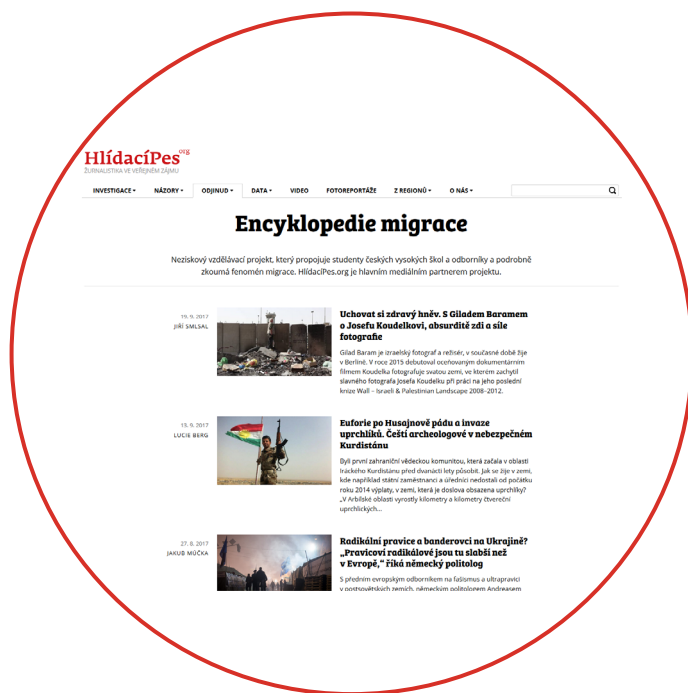 HlídacíPes.org
ŽURNALISTIKA VE VEŘEJNÉM ZÁJMU
INVESTIGACE NÁZORY ODJINUD DATA VIDEO FOTOREPORTÁŽE Z REGIONŮ O NÁS
Encyklopedie migrace
Neziskový vzdělávací projekt, který propojuje studenty českých vysokých škol a odborníky a podrobně
zkoumá fenomén migrace. HlídacíPes.org je hlavním mediálním partnerem projektu.
19. 9. 2017
JIŘÍ SMLSAL
Uchovat si zdravý hněv. S Giladem Baramem
o Josefu Koudelkovi, absurditě zdi a síle
fotografie
Gilad Baram je izraelský fotograf a režisér, v současné době žije
v Berlíně. V roce 2015 debutoval oceňovaným dokumentárním
filmem Koudelka fotografuje svatou zemi, ve kterém zachytil
slavného fotografa Josefa Koudelku při práci na jeho poslední
knize Wall – Israeli & Palestinian Landscape 2008–2012.
13. 9. 2017
LUCIE BERG
Euforie po Husajnově pádu a invaze
uprchlíků. Čeští archeologové v nebezpečném
Kurdistánu
Byli první zahraniční vědeckou komunitou, která začala v oblasti
Iráckého Kurdistánu před dvanácti lety působit. Jak se žije v zemi,
kde například státní zaměstnanci a úředníci nedostali od počátku
roku 2014 výplaty, v zemi, která je doslova obsazena uprchlíky?
„V Arbílské oblasti vyrostly kilometry a kilometry čtvereční
uprchlických...
27. 8. 2017
JAKUB MÚČKA
Radikální pravice a banderovci na Ukrajině?
„Pravicoví radikálové jsou tu slabší než
v Evropě,“ říká německý politolog
S předním evropským odborníkem na fašismus a ultrapravici
v postsovětských zemích, německým politologem Andreasem